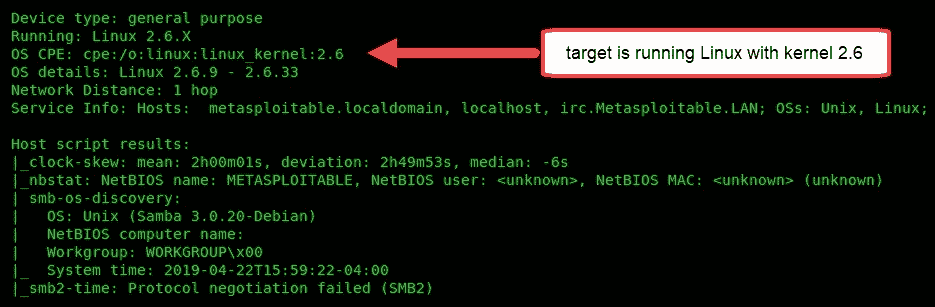 Device type: general purpose
Running: Linux 2.6.X
OS CPE: cpe:/o:linux:linux_kernel:2.6
target is running Linux with kernel 2.6
OS details: Linux 2.6.9 - 2.6.33
Network Distance: 1 hop
Service Info: Hosts:  metasploitable.localdomain, localhost, irc.Metasploitable.LAN; OSs: Unix, Linux;
Host script results:
|_clock-skew: mean: 2h00m01s, deviation: 2h49m53s, median: -6s
|_nbstat: NetBIOS name: METASPLOITABLE, NetBIOS user: <unknown>, NetBIOS MAC: <unknown> (unknown)
| smb-os-discovery:
|   OS: Unix (Samba 3.0.20-Debian)
|   NetBIOS computer name:
|   Workgroup: WORKGROUP\x00
|_  System time: 2019-04-22T15:59:22-04:00
|_smb2-time: Protocol negotiation failed (SMB2)